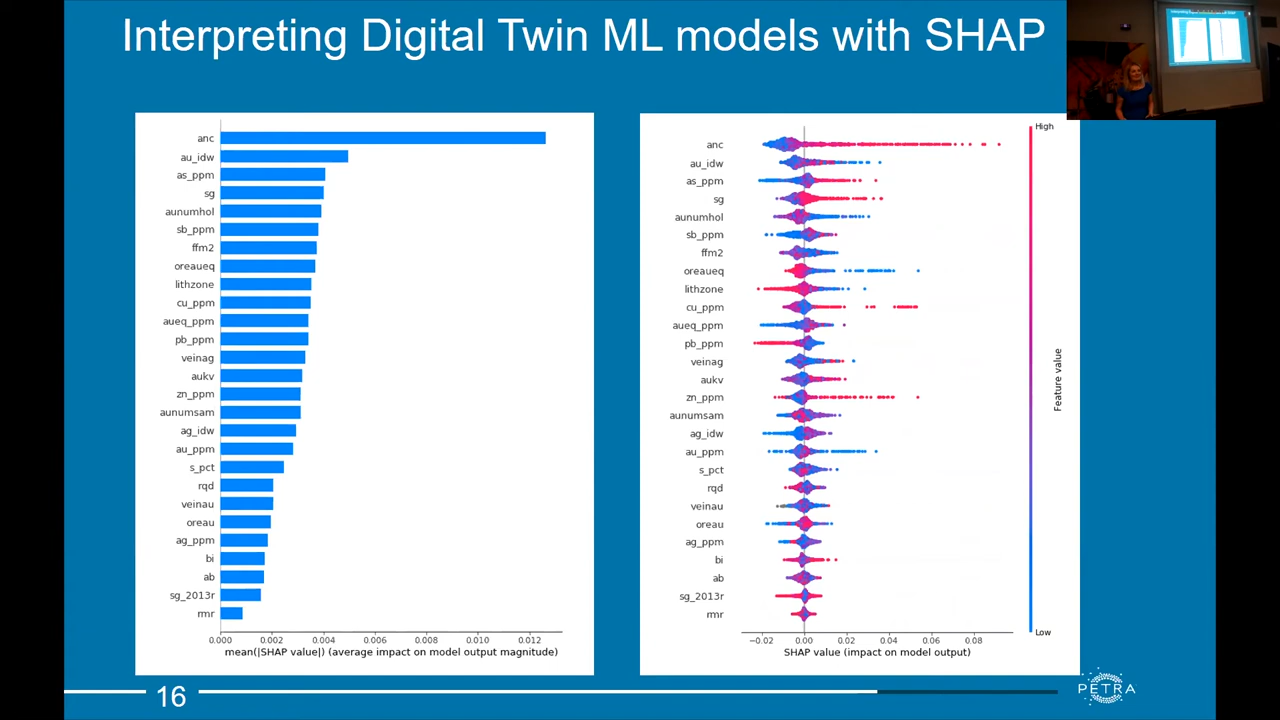 Interpreting Digital Twin ML models with SHAP
anc
au_idw
as_ppm
sg
aunumhol
sb_ppm
ffm2
oreaueq
lithzone
cu_ppm
aueq_ppm
pb_ppm
veinag
aukv
zn_ppm
aunumsam
ag_idw
au_ppm
s_pct
rqd
veinau
oreau
ag_ppm
bi
ab
sg_2013r
rmr
0.000 0.002 0.004 0.006 0.008 0.010 0.012
mean(|SHAP value|) (average impact on model output magnitude)
High
anc
au_idw
as_ppm
sg
aunumhol
sb_ppm
ffm2
oreaueq
lithzone
cu_ppm
aueq_ppm
pb_ppm
veinag
aukv
zn_ppm
aunumsam
ag_idw
au_ppm
s_pct
rqd
veinau
oreau
ag_ppm
bi
ab
sg_2013r
rmr
Low
−0.02 0.00 0.02 0.04 0.06 0.08
SHAP value (impact on model output)
Feature value
16
PETRA